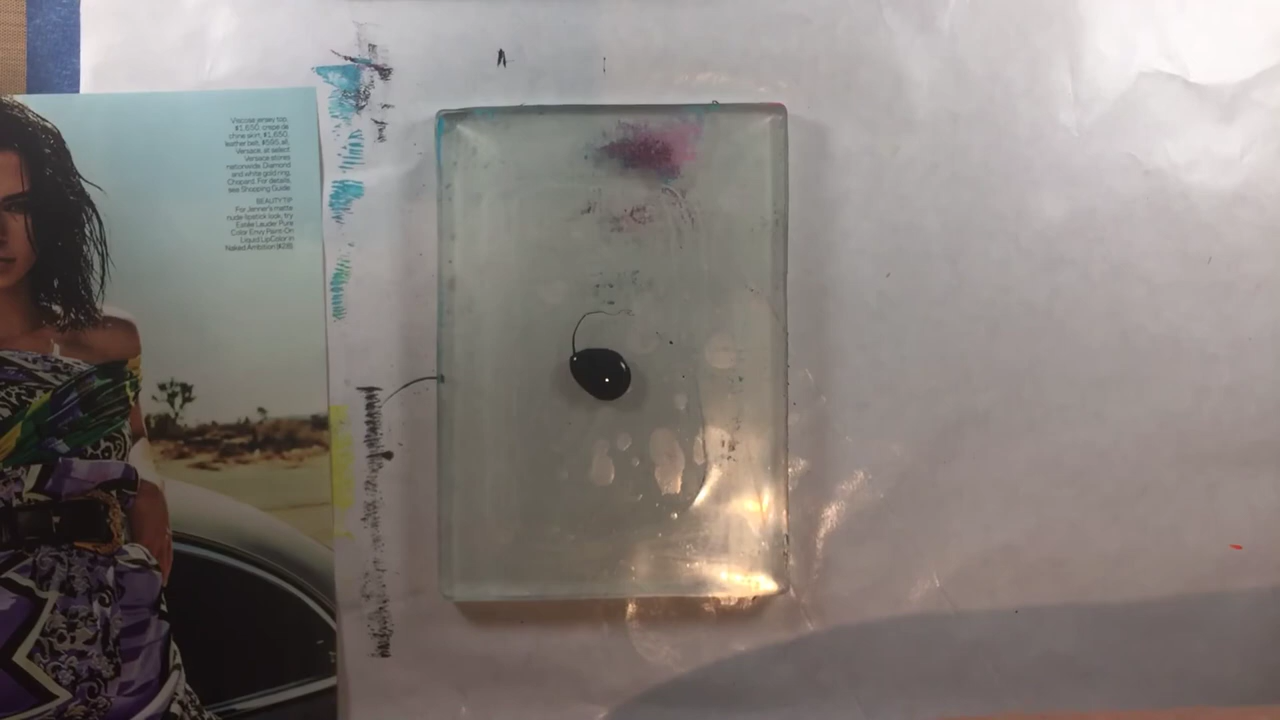 Viscose jersey top,
$1,650, crepe de
chine skirt, $1,650,
leather belt, $595, all,
Versace, at select
Versace stores
nationwide. Diamond
and white gold ring,
Chopard. For details,
see Shopping Guide.
BEAUTY TIP
For Jenner's matte
nude-lipstick look, try
Estée Lauder Pure
Color Envy Paint-On
Liquid LipColor in
Naked Ambition ($28).